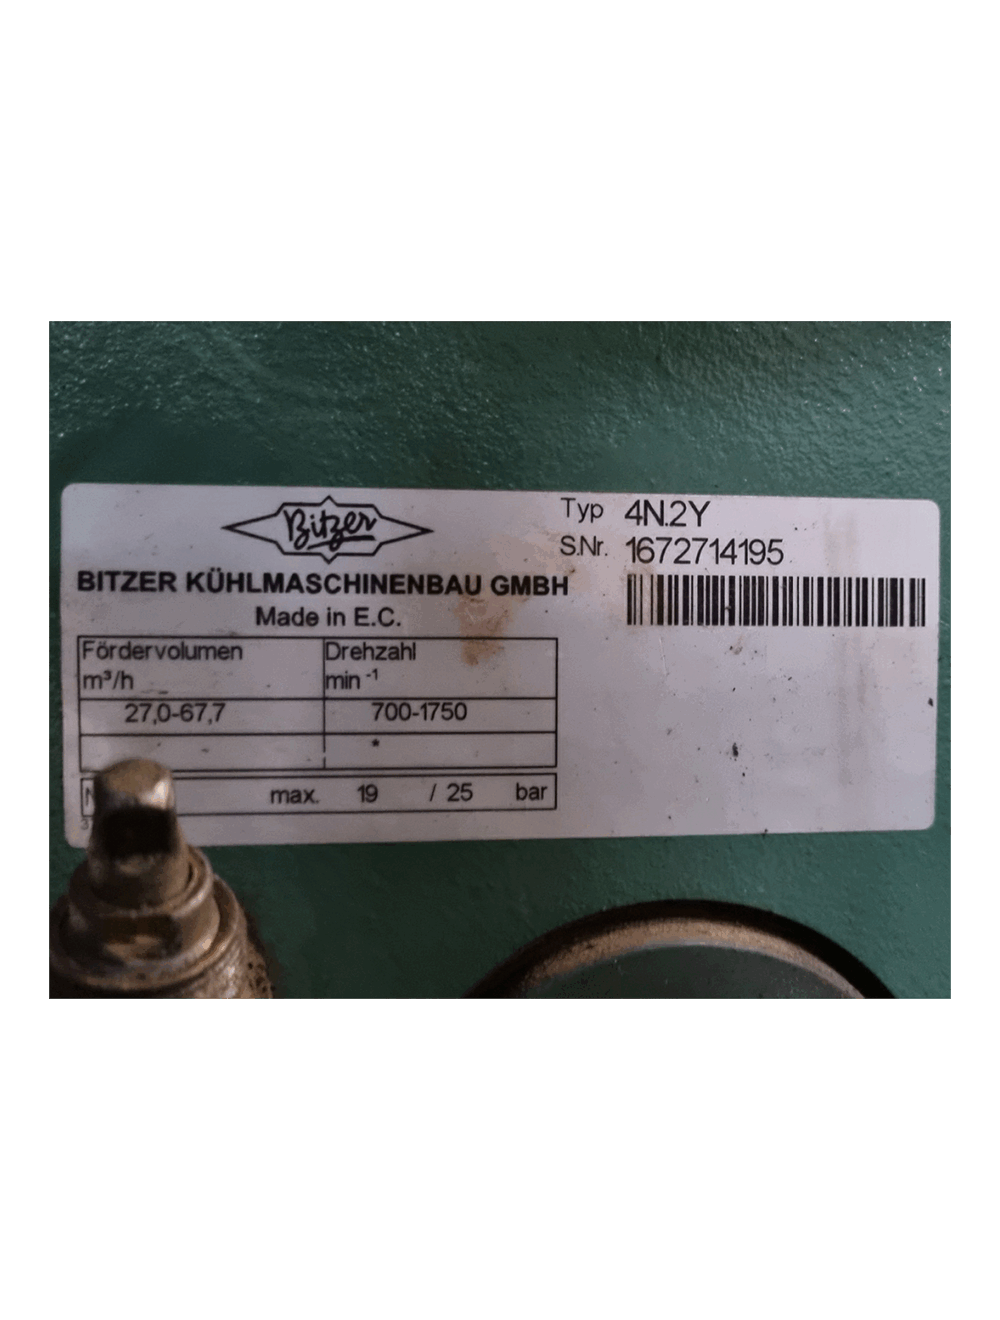 Bitzer
BITZER KÜHLMASCHINENBAU GMBH
Made in E.C.
Typ 4N.2Y
S.Nr. 1672714195
Fördervolumen Drehzahl
m³/h min -1
27,0-67,7 700-1750
*
max. 19 / 25 bar